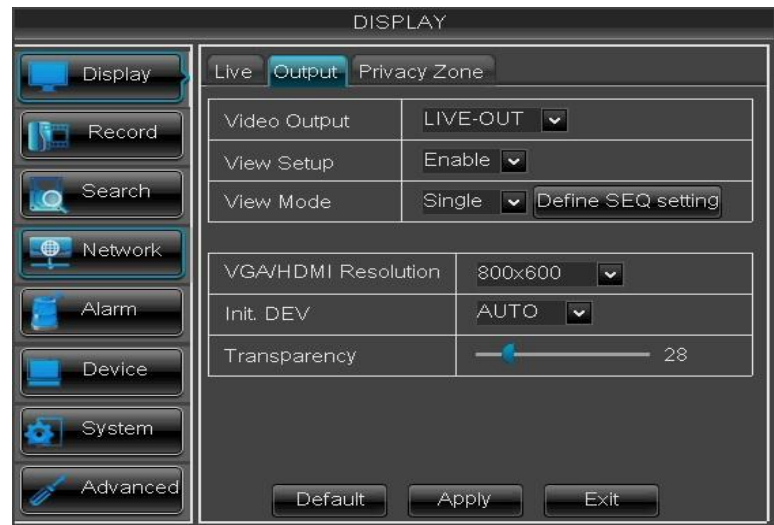 DISPLAY
Display
Record
Search
Network
Alarm
Device
System
Advanced
Live Output Privacy Zone
Video Output LIVE-OUT
View Setup Enable
View Mode Single Define SEQ setting
VGA/HDMI Resolution 800x600
Init. DEV AUTO
Transparency 28
Default Apply Exit